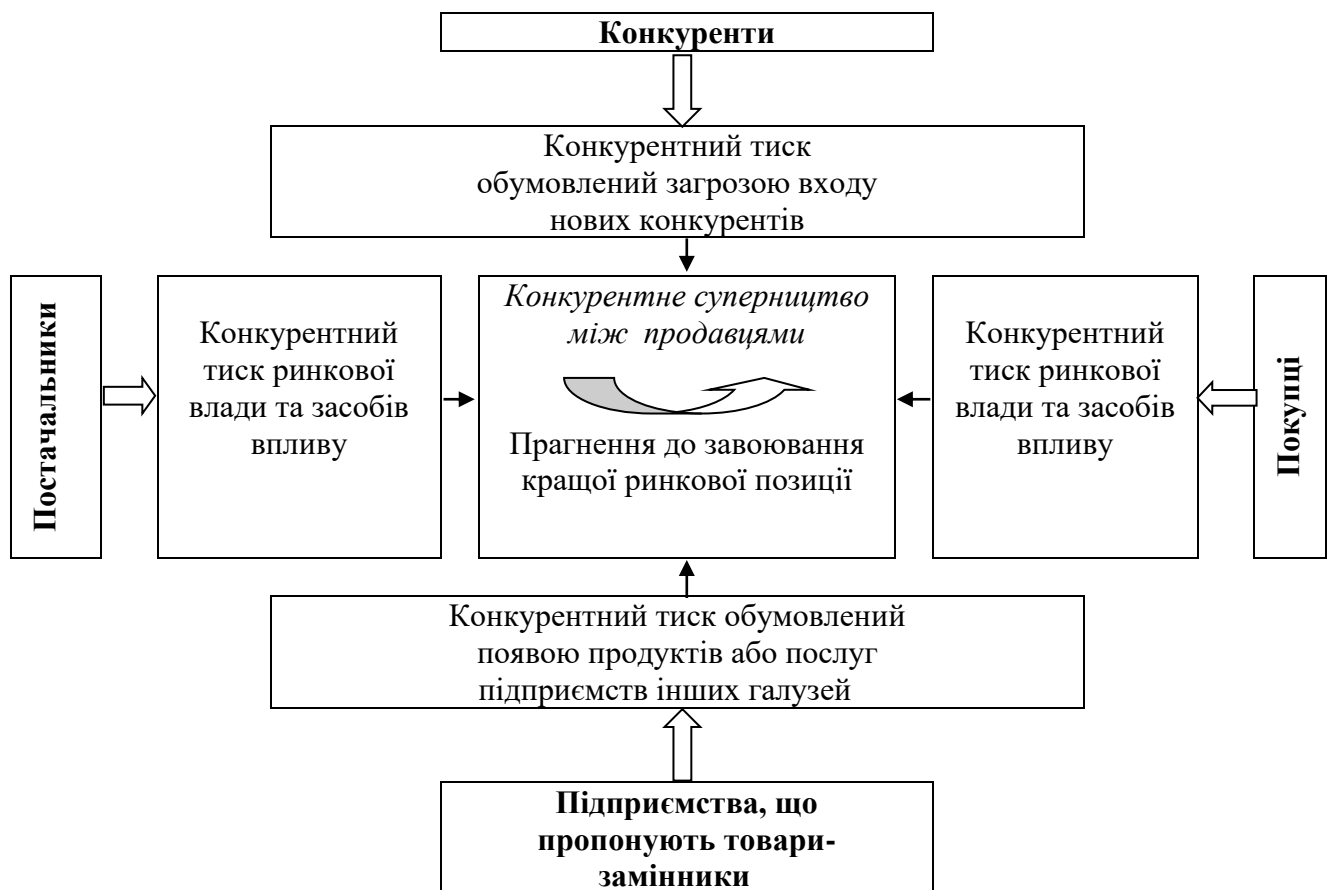 Конкуренти
Конкурентний тиск
обумовлений загрозою входу
нових конкурентів
Постачальники
Конкурентний
тиск ринкової
влади та засобів
впливу
Конкурентне суперництво
між продавцями
Прагнення до завоювання
кращої ринкової позиції
Конкурентний
тиск ринкової
влади та засобів
впливу
Покупці
Конкурентний тиск обумовлений
появою продуктів або послуг
підприємств інших галузей
Підприємства, що
пропонують товари-
замінники